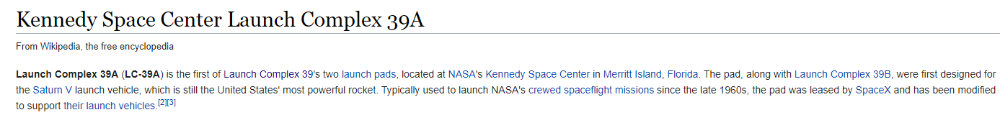 Kennedy Space Center Launch Complex 39A
From Wikipedia, the free encyclopedia
Launch Complex 39A (LC-39A) is the first of Launch Complex 39's two launch pads, located at NASA's Kennedy Space Center in Merritt Island, Florida. The pad, along with Launch Complex 39B, were first designed for
the Saturn V launch vehicle, which is still the United States' most powerful rocket. Typically used to launch NASA's crewed spaceflight missions since the late 1960s, the pad was leased by SpaceX and has been modified
to support their launch vehicles.[2][3]